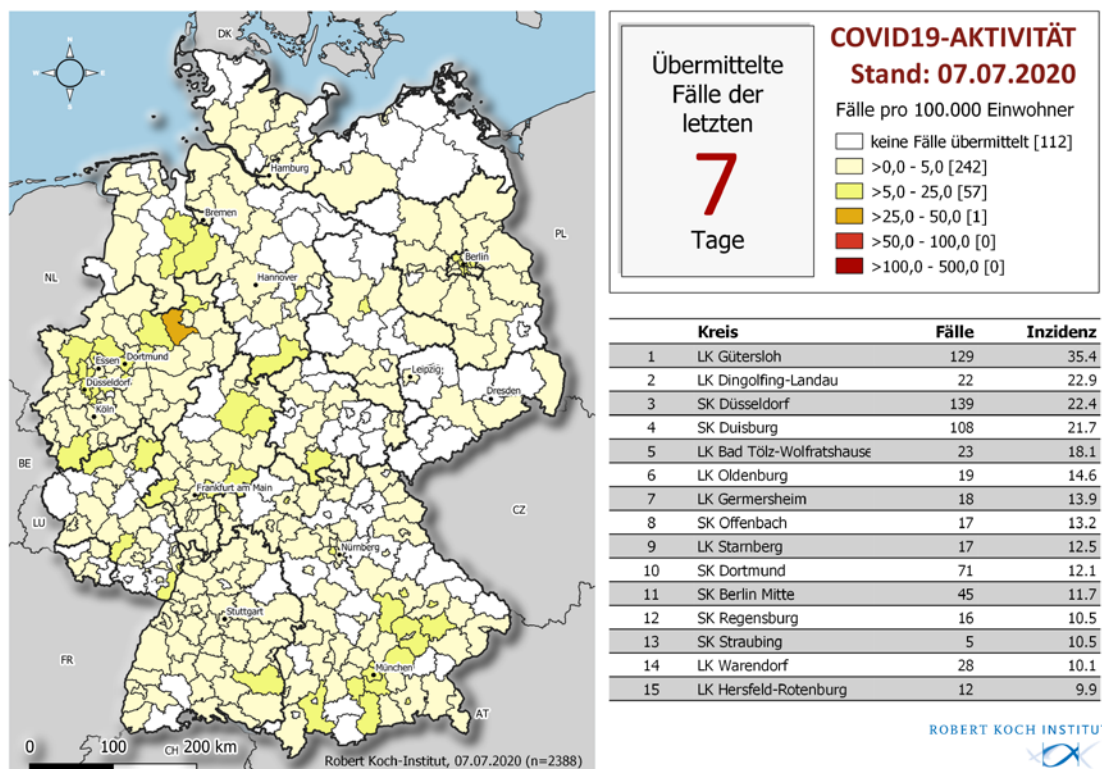 DK
N
W
E
S
Hamburg
Bremen
PL
Berlin
NL
Hannover
Essen
Dortmund
Düsseldorf
Leipzig
Dresden
Köln
BE
Frankfurt am Main
LU
CZ
Nürnberg
Stuttgart
FR
München
AT
CH
0 100 200 km
Robert Koch-Institut, 07.07.2020 (n=2388)
Übermittelte
Fälle der
letzten
7
Tage
COVID19-AKTIVITÄT
Stand: 07.07.2020
Fälle pro 100.000 Einwohner
keine Fälle übermittelt [112]
>0,0 - 5,0 [242]
>5,0 - 25,0 [57]
>25,0 - 50,0 [1]
>50,0 - 100,0 [0]
>100,0 - 500,0 [0]
Kreis Fälle Inzidenz
1 LK Gütersloh 129 35.4
2 LK Dingolfing-Landau 22 22.9
3 SK Düsseldorf 139 22.4
4 SK Duisburg 108 21.7
5 LK Bad Tölz-Wolfratshause 23 18.1
6 LK Oldenburg 19 14.6
7 LK Germersheim 18 13.9
8 SK Offenbach 17 13.2
9 LK Starnberg 17 12.5
10 SK Dortmund 71 12.1
11 SK Berlin Mitte 45 11.7
12 SK Regensburg 16 10.5
13 SK Straubing 5 10.5
14 LK Warendorf 28 10.1
15 LK Hersfeld-Rotenburg 12 9.9
ROBERT KOCH INSTITU